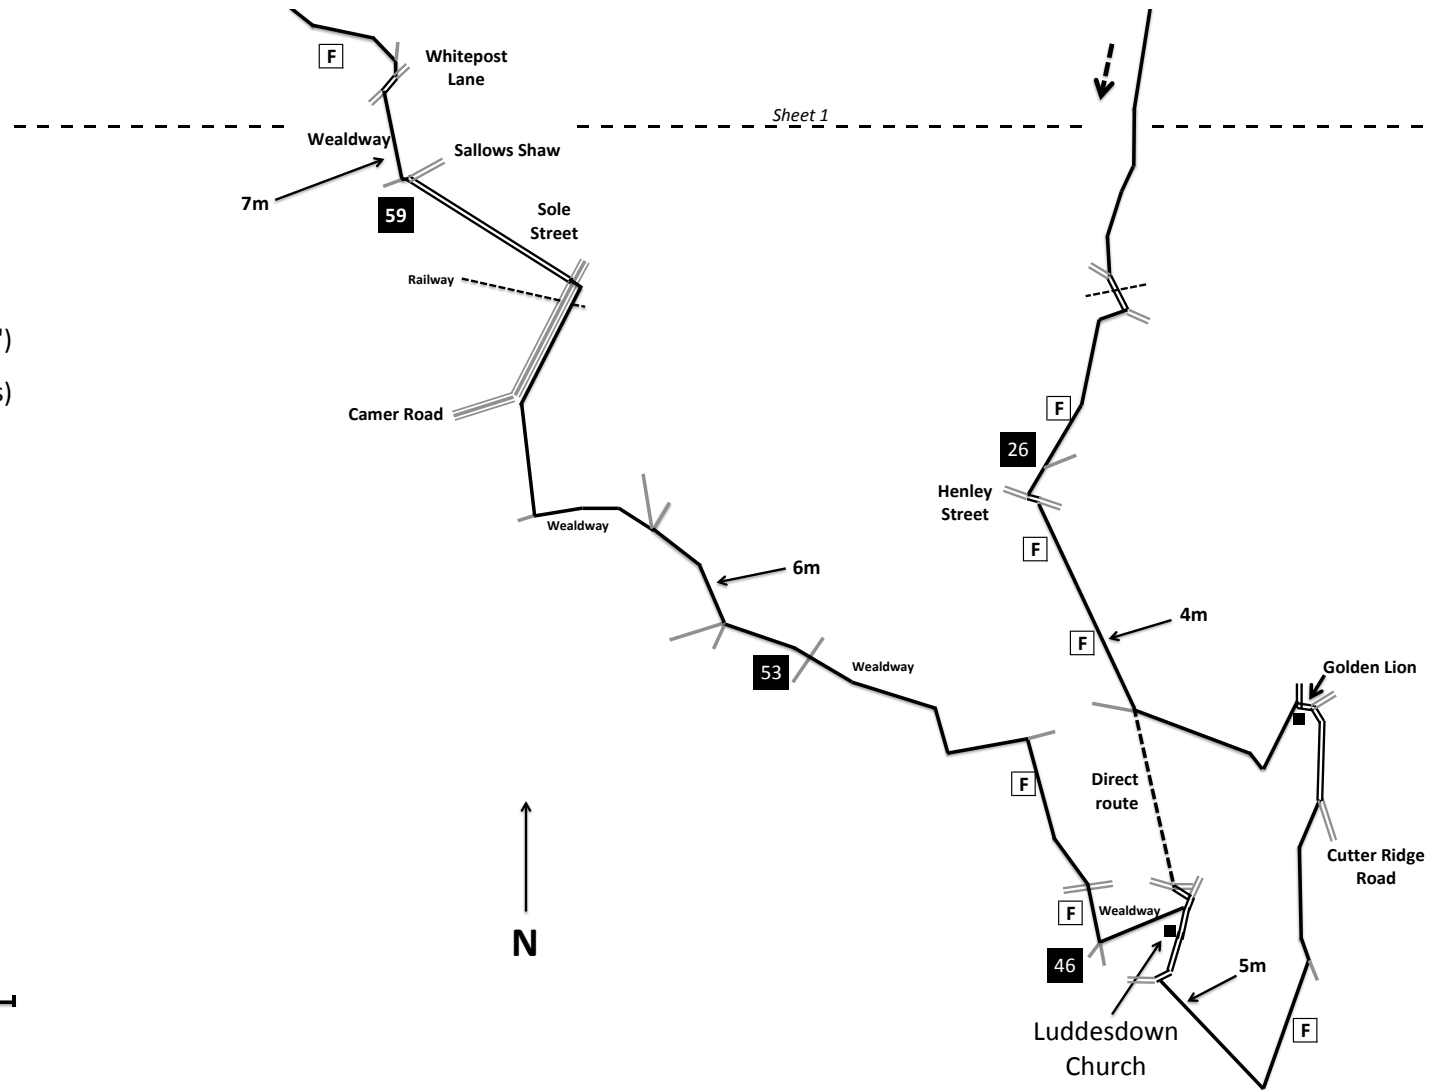 F
Whitepost
Lane
Sheet 1
Wealdway
Sallows Shaw
7m
59
Sole
Street
Railway
')
s)
Camer Road
F
26
Henley
Street
Wealdway
F
6m
4m
F
53
Wealdway
Golden Lion
F
Direct
route
Cutter Ridge
Road
F
Wealdway
N
46
5m
Luddesdown
Church
F